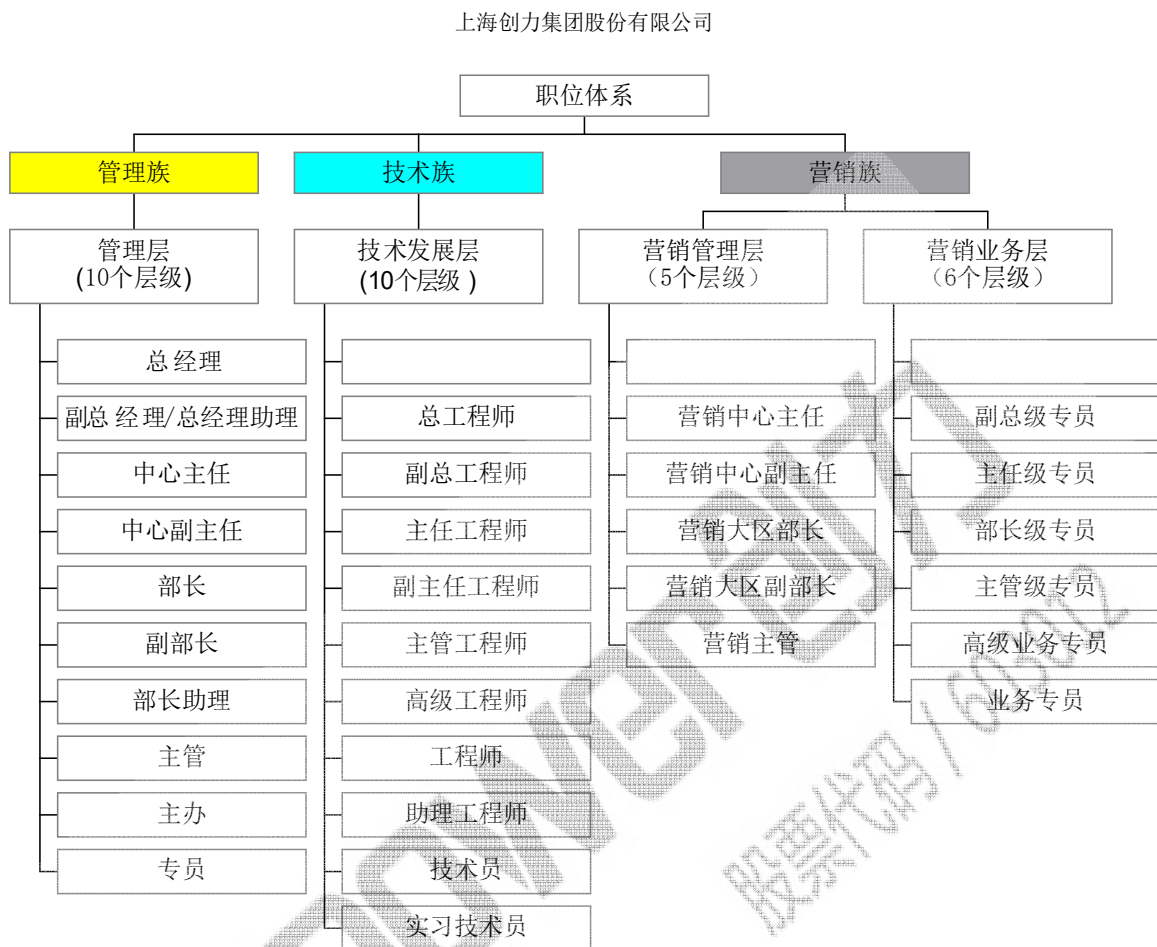 上海创力集团股份有限公司
职位体系
管理族
技术族
营销族
管理层
(10个层级)
技术发展层
(10个层级 )
营销管理层
（5个层级）
营销业务层
（6个层级）
总经理
副总经理/总经理助理
中心主任
中心副主任
部长
副部长
部长助理
主管
主办
专员
总工程师
副总工程师
主任工程师
副主任工程师
主管工程师
高级工程师
工程师
助理工程师
技术员
实习技术员
营销中心主任
营销中心副主任
营销大区部长
营销大区副部长
营销主管
副总级专员
主任级专员
部长级专员
主管级专员
高级业务专员
业务专员
power创力
股票代码 / 603012